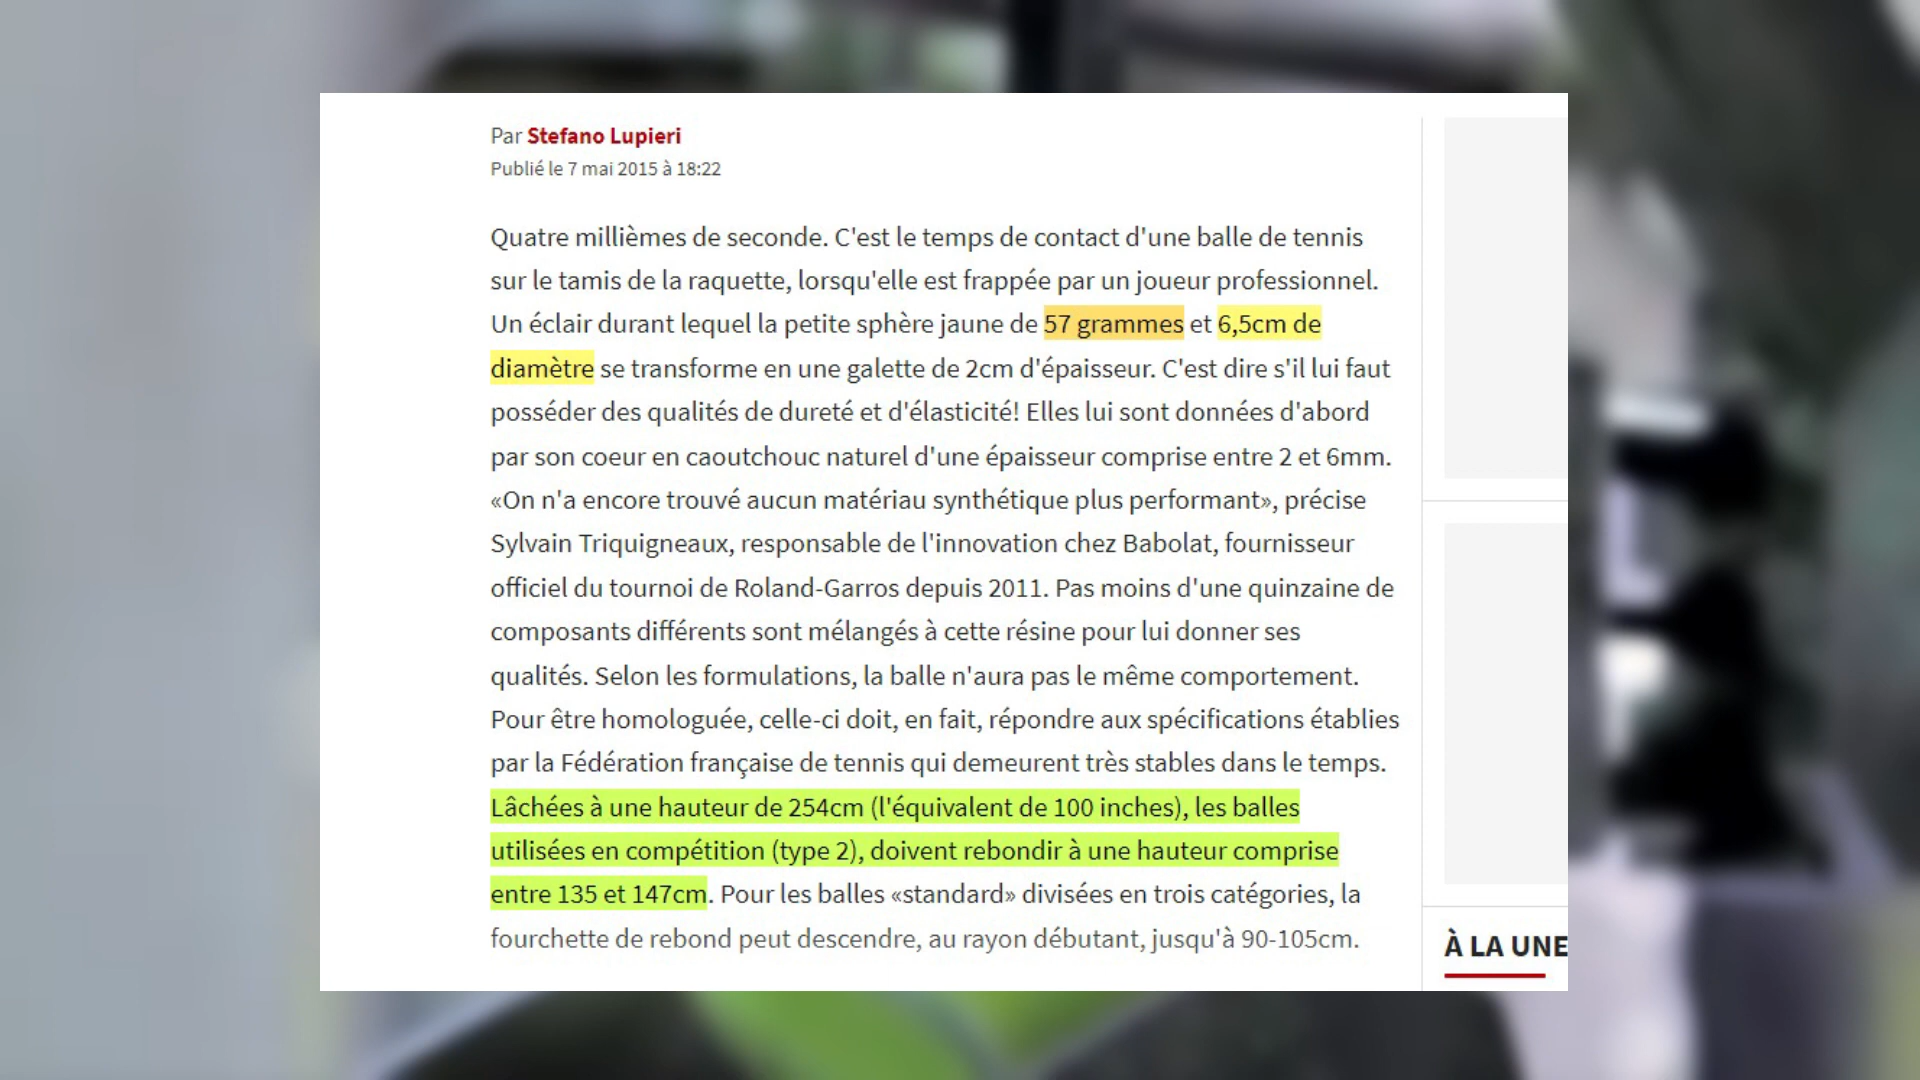 Par Stefano Lupieri
Publié le 7 mai 2015 à 18:22
Quatre millièmes de seconde. C'est le temps de contact d'une balle de tennis
sur le tamis de la raquette, lorsqu'elle est frappée par un joueur professionnel.
Un éclair durant lequel la petite sphère jaune de 57 grammes et 6,5cm de
diamètre se transforme en une galette de 2cm d'épaisseur. C'est dire s'il lui faut
posséder des qualités de dureté et d'élasticité! Elles lui sont données d'abord
par son coeur en caoutchouc naturel d'une épaisseur comprise entre 2 et 6mm.
«On n'a encore trouvé aucun matériau synthétique plus performant», précise
Sylvain Triquigneaux, responsable de l'innovation chez Babolat, fournisseur
officiel du tournoi de Roland-Garros depuis 2011. Pas moins d'une quinzaine de
composants différents sont mélangés à cette résine pour lui donner ses
qualités. Selon les formulations, la balle n'aura pas le même comportement.
Pour être homologuée, celle-ci doit, en fait, répondre aux spécifications établies
par la Fédération française de tennis qui demeurent très stables dans le temps.
Lâchées à une hauteur de 254cm (l'équivalent de 100 inches), les balles
utilisées en compétition (type 2), doivent rebondir à une hauteur comprise
entre 135 et 147cm. Pour les balles «standard» divisées en trois catégories, la
fourchette de rebond peut descendre, au rayon débutant, jusqu'à 90-105cm.
À LA UNE